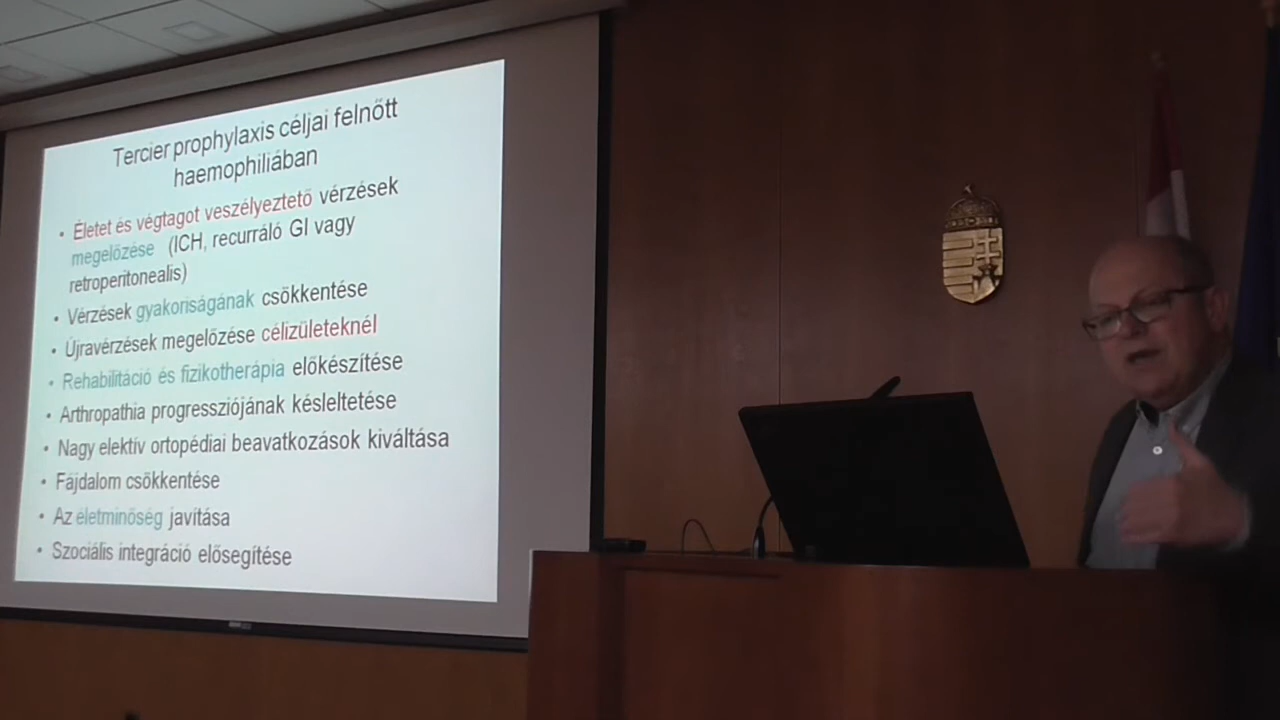 Tercier prophylaxis céljai felnőtt
haemophiliában
• Életet és végtagot veszélyeztető vérzések
megelőzése (ICH, recurráló GI vagy
retroperitonealis)
• Vérzések gyakoriságának csökkentése
• Újravérzések megelőzése célizületeknél
• Rehabilitáció és fizikotherápia előkészítése
• Arthropathia progressziójának késleltetése
• Nagy elektív ortopédiai beavatkozások kiváltása
• Fájdalom csökkentése
• Az életminőség javítása
• Szociális integráció elősegítése